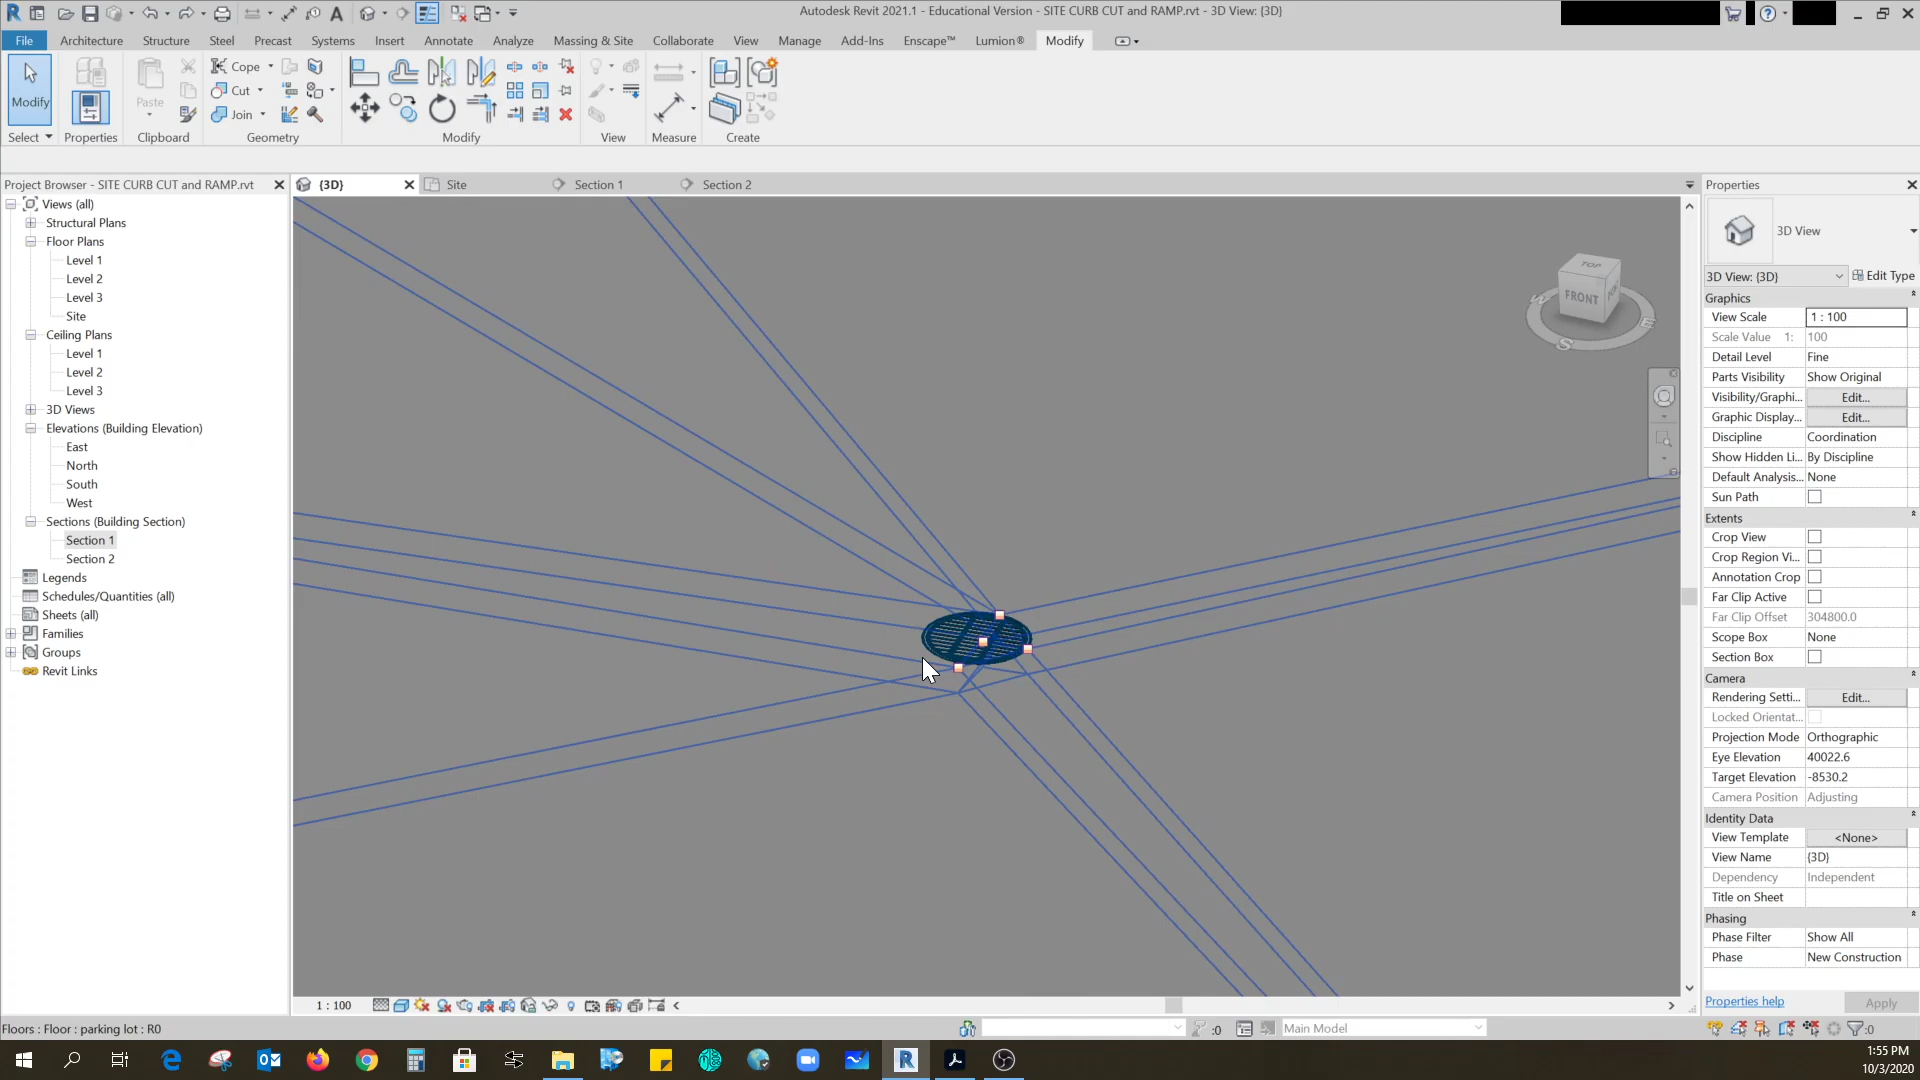 Autodesk Revit 2021.1 - Educational Version - SITE CURB CUT and RAMP.rvt - 3D View: {3D}
File Architecture Structure Steel Precast Systems Insert Annotate Analyze Massing & Site Collaborate View Manage Add-Ins Enscape™ Lumion® Modify
Modify Paste Cope Cut Join
Select Properties Clipboard Geometry Modify View Measure Create
Project Browser - SITE CURB CUT and RAMP.rvt
{3D} Site Section 1 Section 2
Properties
Views (all)
Structural Plans
Floor Plans
Level 1
Level 2
Level 3
Site
Ceiling Plans
Level 1
Level 2
Level 3
3D Views
Elevations (Building Elevation)
East
North
South
West
Sections (Building Section)
Section 1
Section 2
Legends
Schedules/Quantities (all)
Sheets (all)
Families
Groups
Revit Links
TOP
FRONT
W
S
E
3D View
3D View: {3D} Edit Type
Graphics
View Scale 1 : 100
Scale Value 1: 100
Detail Level Fine
Parts Visibility Show Original
Visibility/Graphi... Edit...
Graphic Display... Edit...
Discipline Coordination
Show Hidden Li... By Discipline
Default Analysis... None
Sun Path
Extents
Crop View
Crop Region Vi...
Annotation Crop
Far Clip Active
Far Clip Offset 304800.0
Scope Box None
Section Box
Camera
Rendering Setti... Edit...
Locked Orientat...
Projection Mode Orthographic
Eye Elevation 40022.6
Target Elevation -8530.2
Camera Position Adjusting
Identity Data
View Template <None>
View Name {3D}
Dependency Independent
Title on Sheet
Phasing
Phase Filter Show All
Phase New Construction
Properties help Apply
1 : 100
Floors : Floor : parking lot : R0
:0 Main Model :0
1:55 PM
10/3/2020